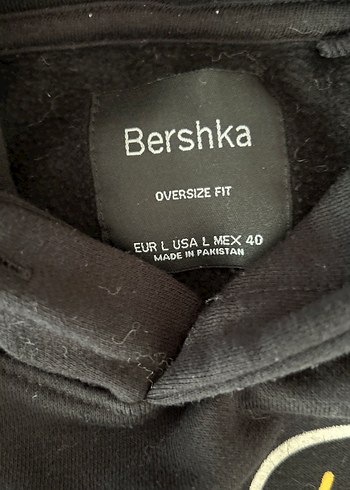 Bershka
OVERSIZE FIT
EUR L USA L MEX 40
MADE IN PAKISTAN